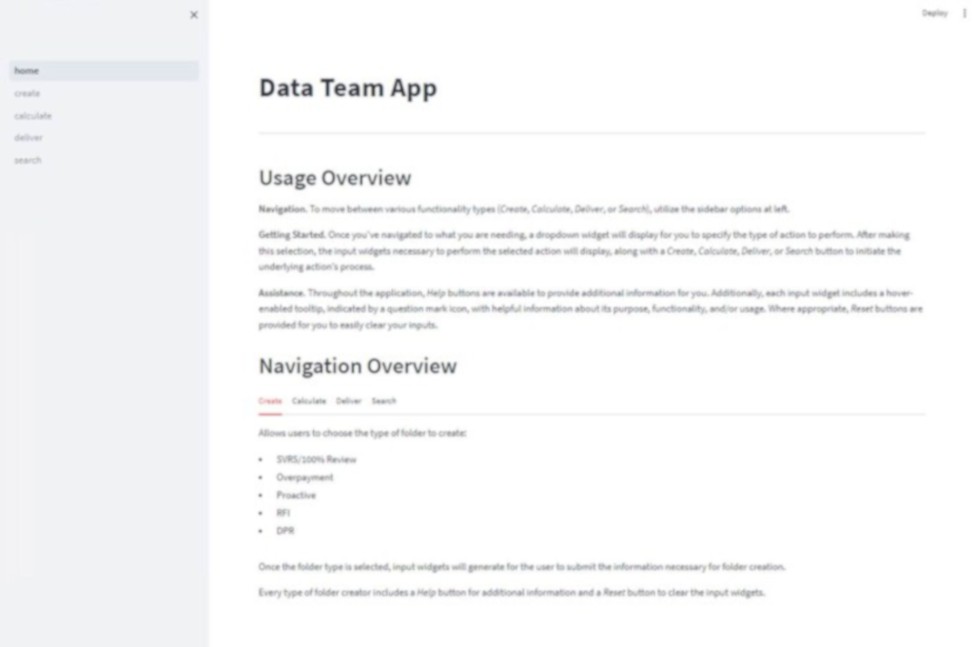 ×
Deploy
home
create
calculate
deliver
search
Data Team App
Usage Overview
Navigation. To move between various functionality types (Create, Calculate, Deliver, or Search), utilize the sidebar options at left.
Getting Started. Once you've navigated to what you are needing, a dropdown widget will display for you to specify the type of action to perform. After making
this selection, the input widgets necessary to perform the selected action will display, along with a Create, Calculate, Deliver, or Search button to initiate the
underlying action's process.
Assistance. Throughout the application, Help buttons are available to provide additional information for you. Additionally, each input widget includes a hover-
enabled tooltip, indicated by a question mark icon, with helpful information about its purpose, functionality, and/or usage. Where appropriate, Reset buttons are
provided for you to easily clear your inputs.
Navigation Overview
Create Calculate Deliver Search
Allows users to choose the type of folder to create:
• SVRS/100% Review
• Overpayment
• Proactive
• RFI
• DPR
Once the folder type is selected, input widgets will generate for the user to submit the information necessary for folder creation.
Every type of folder creator includes a Help button for additional information and a Reset button to clear the input widgets.